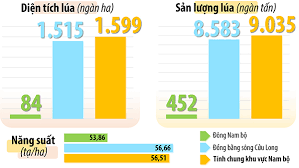 Diện tích lúa (ngàn ha)
84
1.515
1.599
Sản lượng lúa (ngàn tấn)
452
8.583
9.035
Năng suất
(tạ/ha)
53,86
56,66
56,51
Đông Nam bộ
Đồng bằng sông Cửu Long
Tính chung khu vực Nam bộ